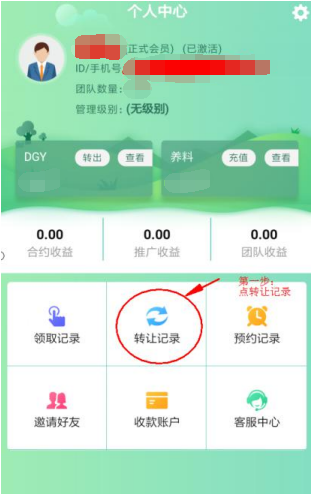 个人中心
正式会员) (已激活)
ID/手机号
团队数量:
管理级别: (无级别)
DGY 转出 查看 养料 充值 查看
0.00 0.00 0.00
合约收益 推广收益 团队收益
第一步:
点转让记录
领取记录 转让记录 预约记录
邀请好友 收款账户 客服中心